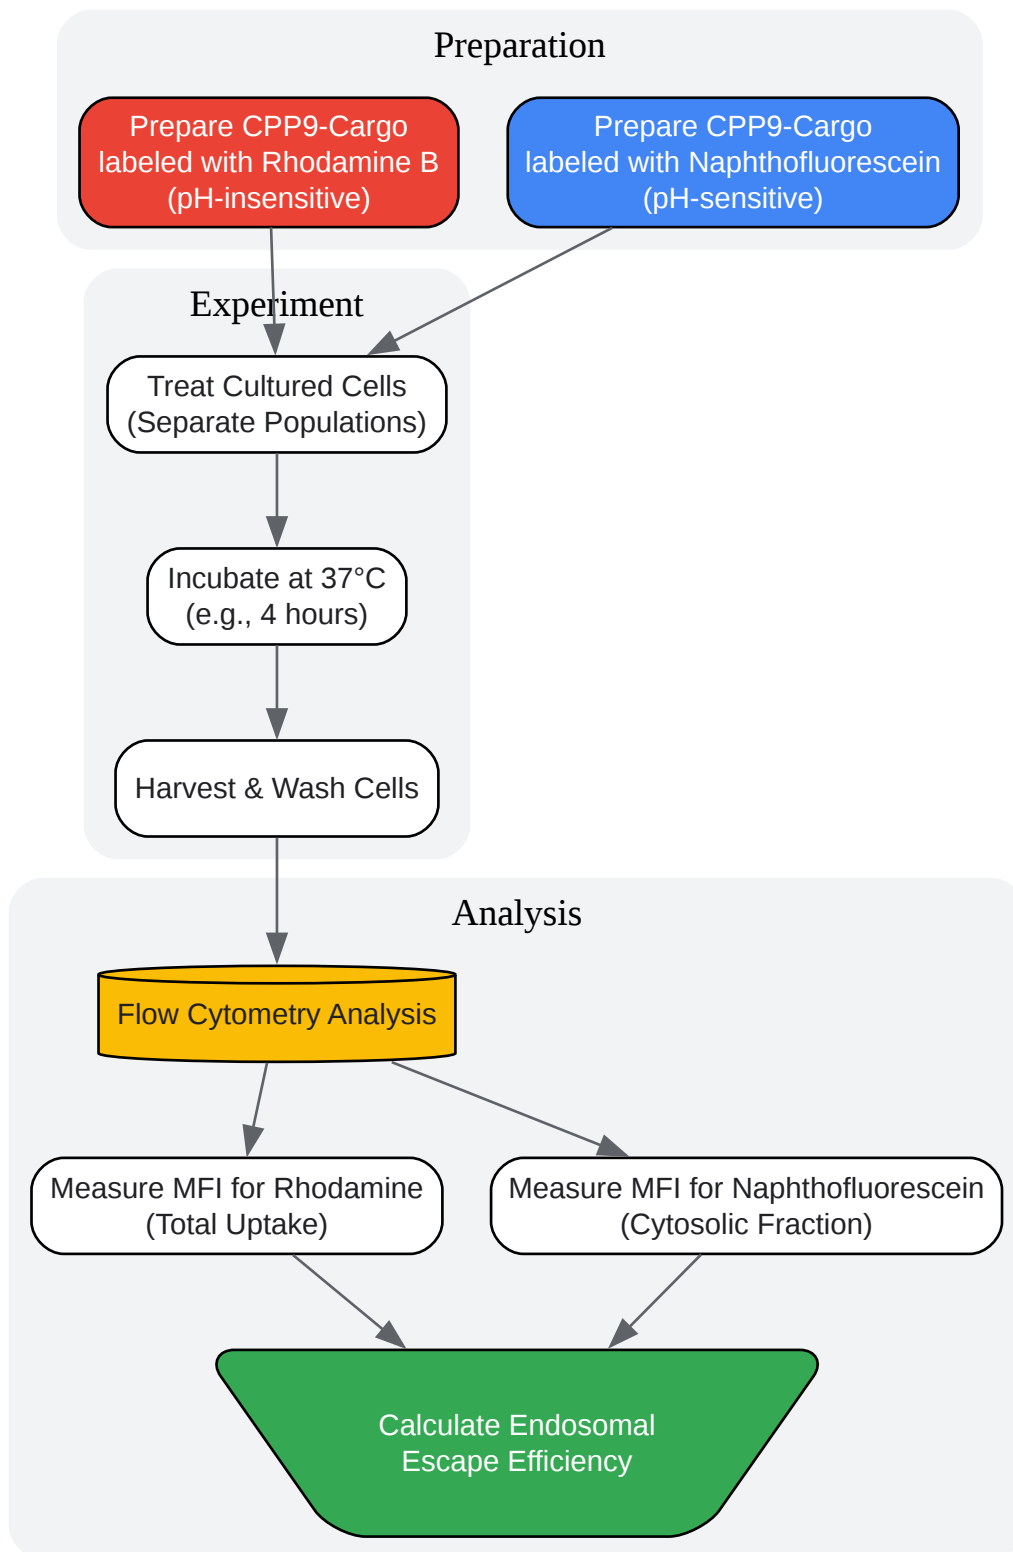 Preparation
Prepare CPP9-Cargo
labeled with Rhodamine B
(pH-insensitive)
Prepare CPP9-Cargo
labeled with Naphthofluorescein
(pH-sensitive)
Experiment
Treat Cultured Cells
(Separate Populations)
Incubate at 37°C
(e.g., 4 hours)
Harvest & Wash Cells
Analysis
Flow Cytometry Analysis
Measure MFI for Rhodamine
(Total Uptake)
Measure MFI for Naphthofluorescein
(Cytosolic Fraction)
Calculate Endosomal
Escape Efficiency